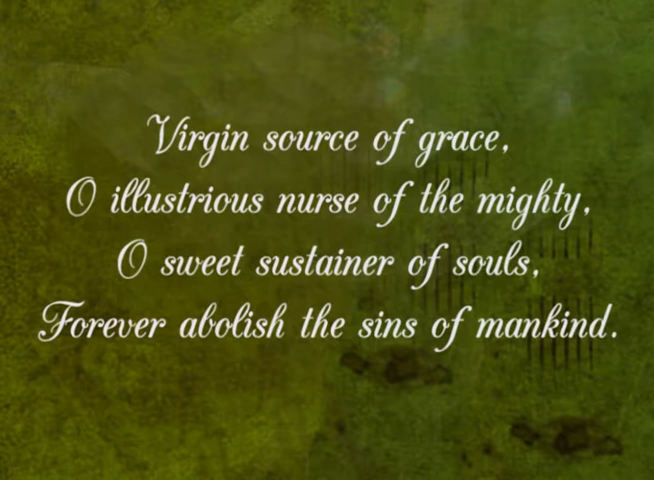 Virgin source of grace,
O illustrious nurse of the mighty,
O sweet sustainer of souls,
Forever abolish the sins of mankind.